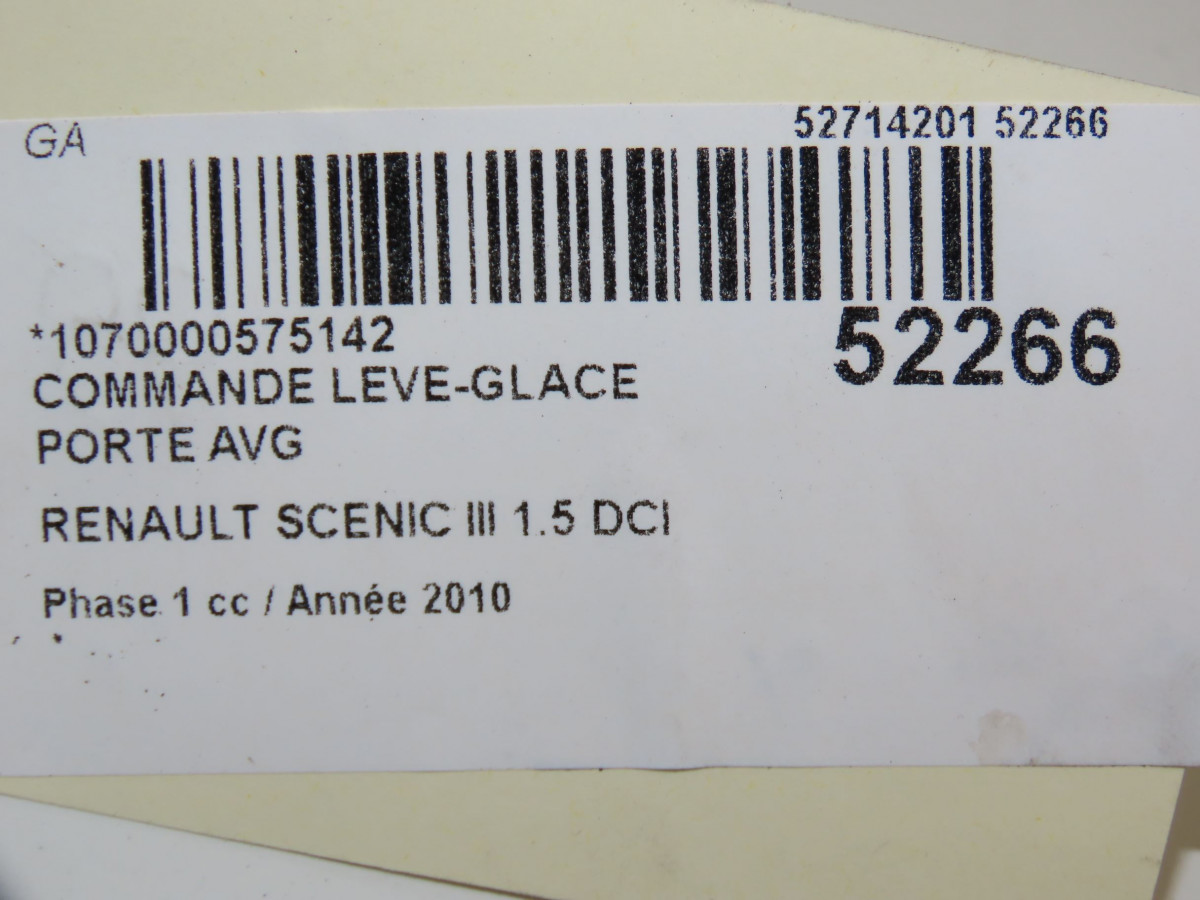 GA
52714201 52266
*1070000575142
52266
COMMANDE LEVE-GLACE
PORTE AVG
RENAULT SCENIC III 1.5 DCI
Phase 1 cc / Année 2010